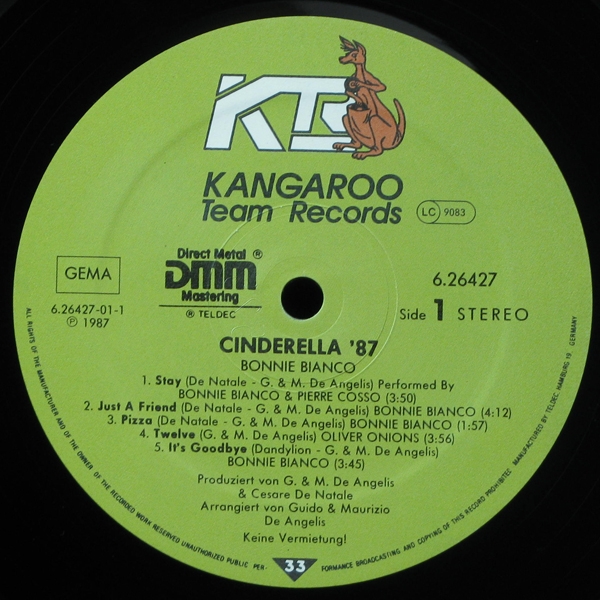 KTR
KANGAROO
Team Records
LC 9083
GEMA
Direct Metal ®
DMM
Mastering
® TELDEC
6.26427
6.26427-01-1
℗ 1987
Side 1 STEREO
CINDERELLA '87
BONNIE BIANCO
1. Stay (De Natale - G. & M. De Angelis) Performed By
BONNIE BIANCO & PIERRE COSSO (3:50)
2. Just A Friend (De Natale - G. & M. De Angelis) BONNIE BIANCO (4:12)
3. Pizza (De Natale - G. & M. De Angelis) BONNIE BIANCO (1:57)
4. Twelve (G. & M. De Angelis) OLIVER ONIONS (3:56)
5. It's Goodbye (Dandylion - G. & M. De Angelis)
BONNIE BIANCO (3:45)
Produziert von G. & M. De Angelis
& Cesare De Natale
Arrangiert von Guido & Maurizio
De Angelis
Keine Vermietung!
33
ALL RIGHTS OF THE MANUFACTURER AND OF THE OWNER OF THE RECORDED WORK RESERVED UNAUTHORIZED PUBLIC PER- FORMANCE BROADCASTING AND COPYING OF THIS RECORD PROHIBITED. MANUFACTURED BY TELDEC HAMBURG 19 GERMANY